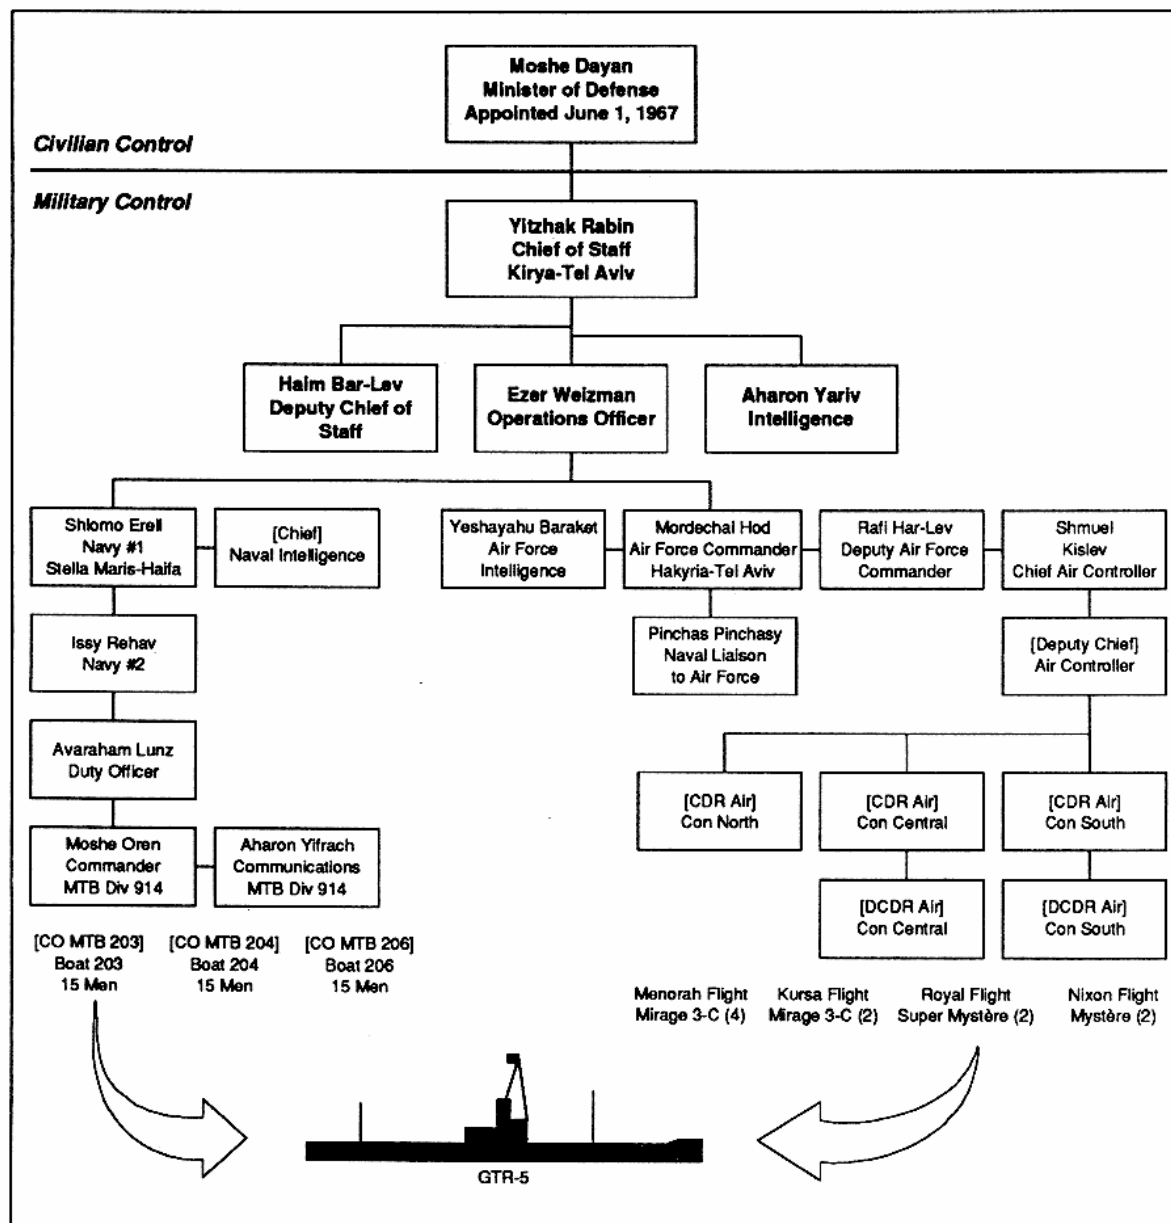 Moshe Dayan
Minister of Defense
Appointed June 1, 1967
Civilian Control
Military Control
Yitzhak Rabin
Chief of Staff
Kirya-Tel Aviv
Haim Bar-Lev
Deputy Chief of
Staff
Ezer Weizman
Operations Officer
Aharon Yariv
Intelligence
Shlomo Erell
Navy #1
Stella Maris-Haifa
[Chief]
Naval Intelligence
Yeshayahu Baraket
Air Force
Intelligence
Mordechai Hod
Air Force Commander
Hakyria-Tel Aviv
Rafi Har-Lev
Deputy Air Force
Commander
Shmuel
Kislev
Chief Air Controller
Issy Rehav
Navy #2
Pinchas Pinchasy
Naval Liaison
to Air Force
[Deputy Chief]
Air Controller
Avaraham Lunz
Duty Officer
[CDR Air]
Con North
[CDR Air]
Con Central
[CDR Air]
Con South
Moshe Oren
Commander
MTB Div 914
Aharon Yifrach
Communications
MTB Div 914
[DCDR Air]
Con Central
[DCDR Air]
Con South
[CO MTB 203]
Boat 203
15 Men
[CO MTB 204]
Boat 204
15 Men
[CO MTB 206]
Boat 206
15 Men
Menorah Flight
Mirage 3-C (4)
Kursa Flight
Mirage 3-C (2)
Royal Flight
Super Mystère (2)
Nixon Flight
Mystère (2)
GTR-5